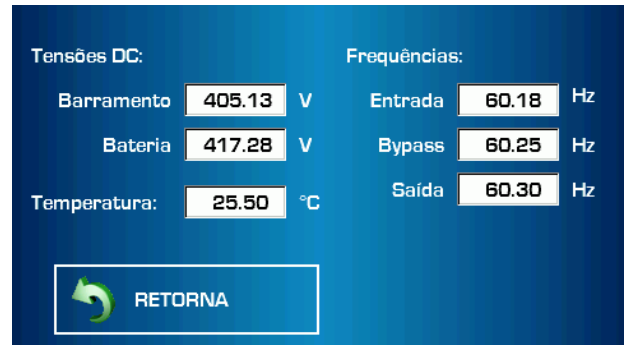 Tensões DC:
Barramento 405.13 V
Bateria 417.28 V
Temperatura: 25.50 °C
Frequências:
Entrada 60.18 Hz
Bypass 60.25 Hz
Saída 60.30 Hz
RETORNA